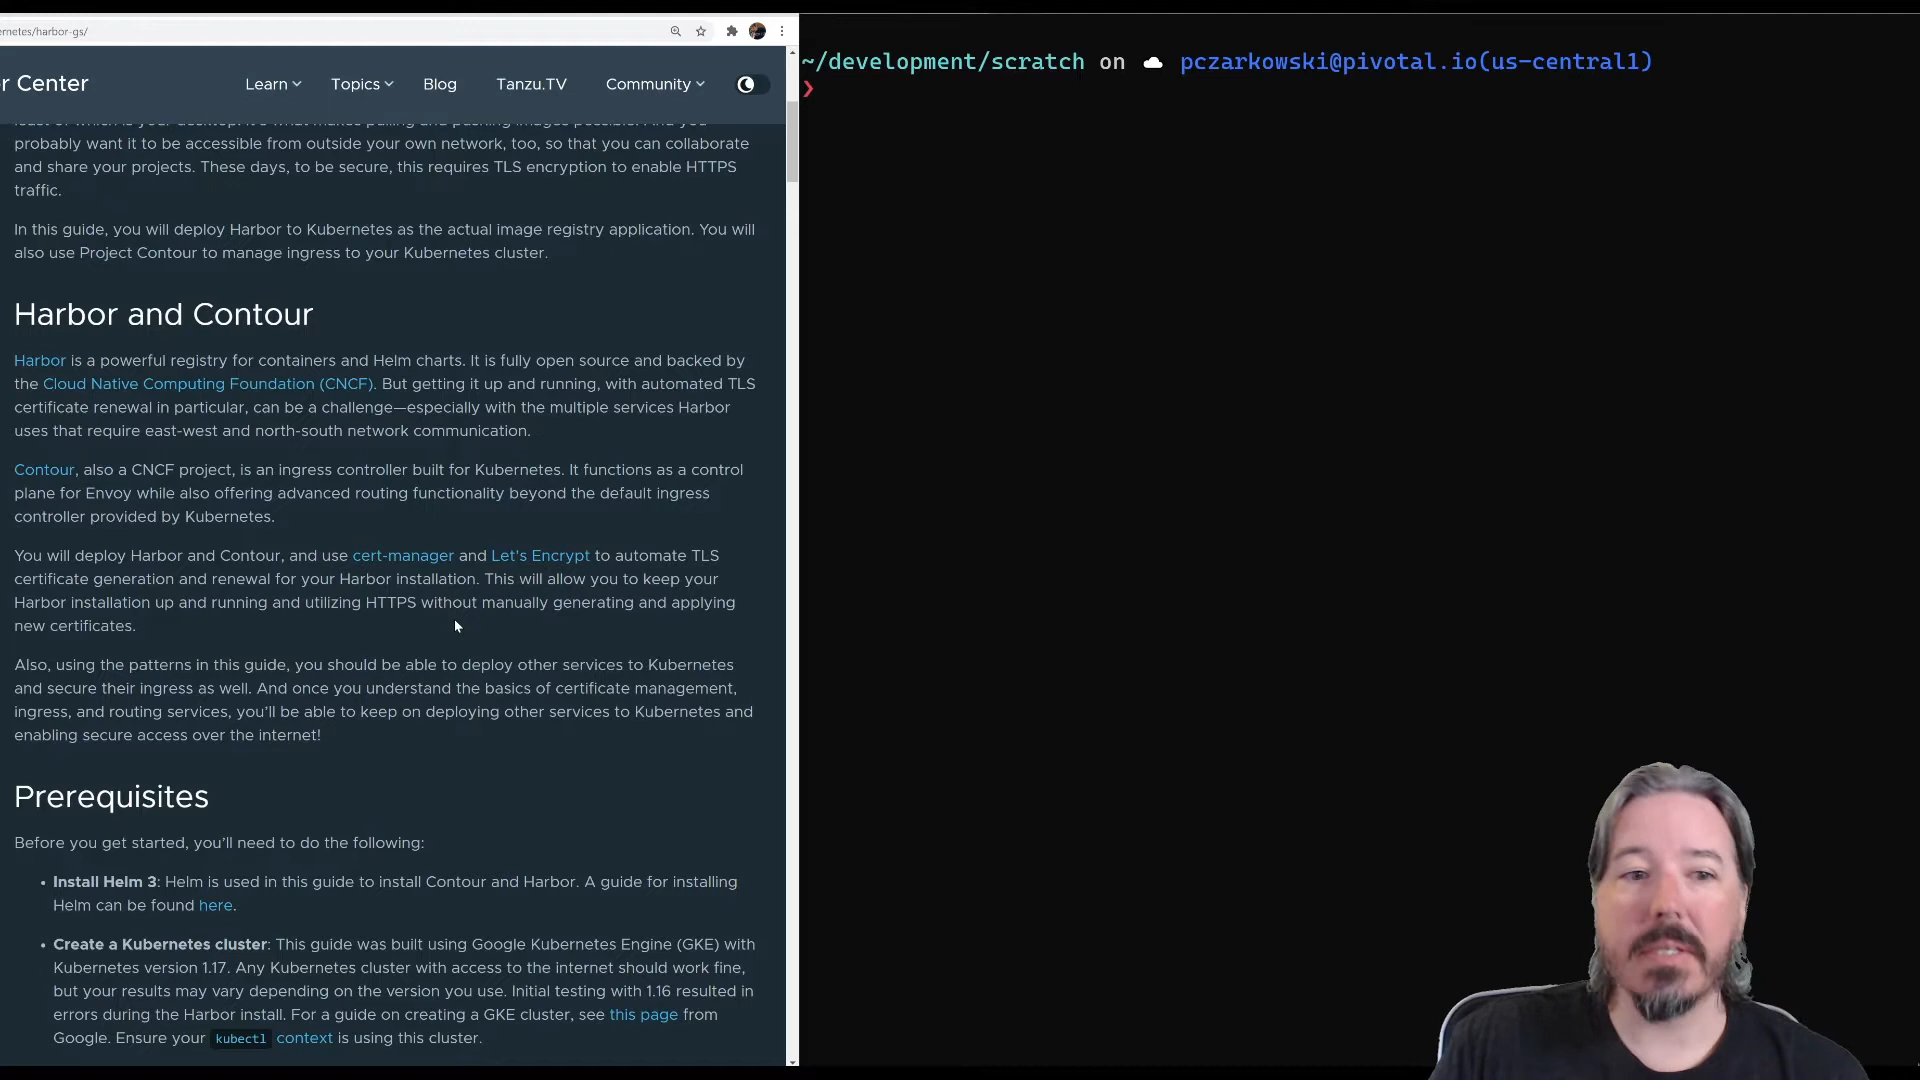 ernetes/harbor-gs/
r Center
Learn
Topics
Blog
Tanzu.TV
Community
probably want it to be accessible from outside your own network, too, so that you can collaborate
and share your projects. These days, to be secure, this requires TLS encryption to enable HTTPS
traffic.
In this guide, you will deploy Harbor to Kubernetes as the actual image registry application. You will
also use Project Contour to manage ingress to your Kubernetes cluster.
Harbor and Contour
Harbor is a powerful registry for containers and Helm charts. It is fully open source and backed by
the Cloud Native Computing Foundation (CNCF). But getting it up and running, with automated TLS
certificate renewal in particular, can be a challenge—especially with the multiple services Harbor
uses that require east-west and north-south network communication.
Contour, also a CNCF project, is an ingress controller built for Kubernetes. It functions as a control
plane for Envoy while also offering advanced routing functionality beyond the default ingress
controller provided by Kubernetes.
You will deploy Harbor and Contour, and use cert-manager and Let's Encrypt to automate TLS
certificate generation and renewal for your Harbor installation. This will allow you to keep your
Harbor installation up and running and utilizing HTTPS without manually generating and applying
new certificates.
Also, using the patterns in this guide, you should be able to deploy other services to Kubernetes
and secure their ingress as well. And once you understand the basics of certificate management,
ingress, and routing services, you’ll be able to keep on deploying other services to Kubernetes and
enabling secure access over the internet!
Prerequisites
Before you get started, you’ll need to do the following:
• Install Helm 3: Helm is used in this guide to install Contour and Harbor. A guide for installing
Helm can be found here.
• Create a Kubernetes cluster: This guide was built using Google Kubernetes Engine (GKE) with
Kubernetes version 1.17. Any Kubernetes cluster with access to the internet should work fine,
but your results may vary depending on the version you use. Initial testing with 1.16 resulted in
errors during the Harbor install. For a guide on creating a GKE cluster, see this page from
Google. Ensure your kubectl context is using this cluster.
~/development/scratch on pczarkowski@pivotal.io(us-central1)
❯